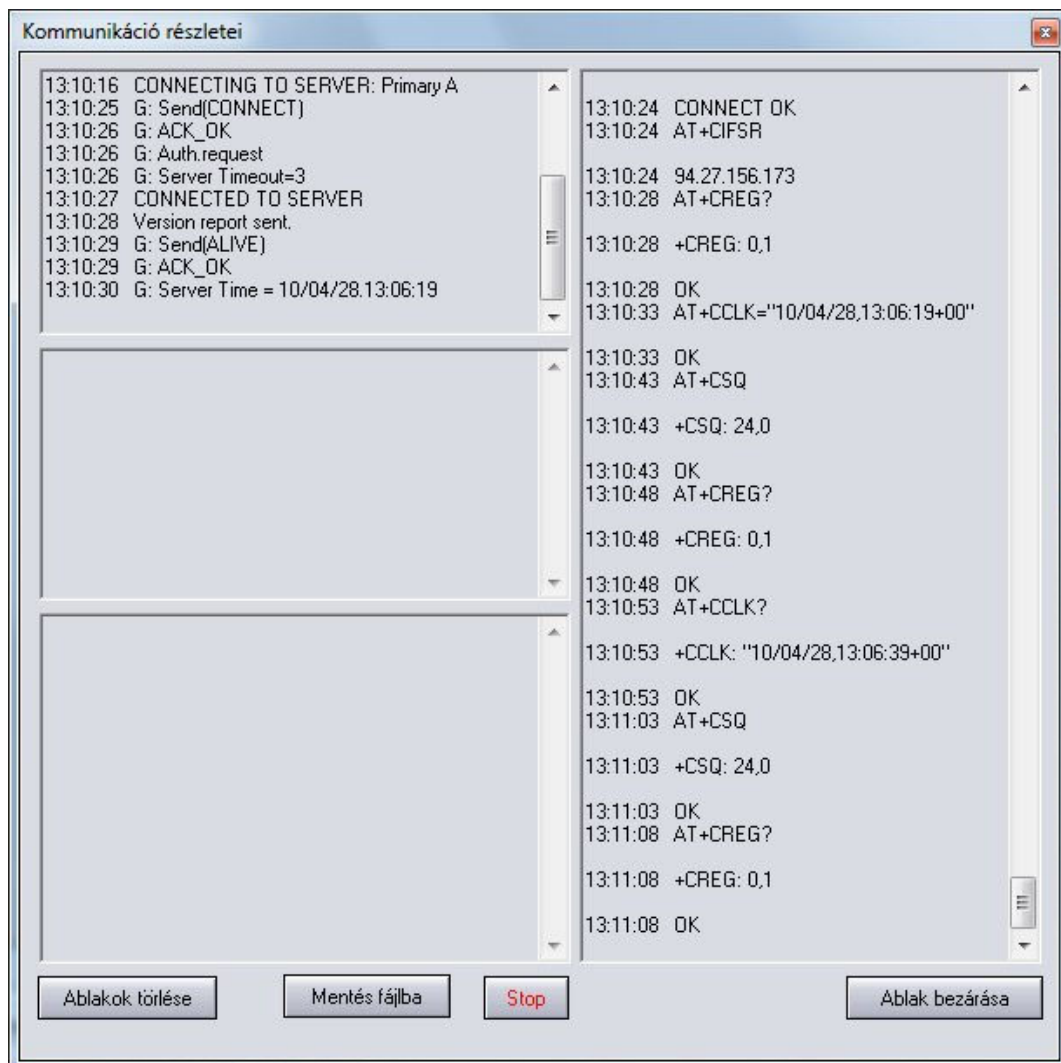 Kommunikáció részletei
13:10:16 CONNECTING TO SERVER: Primary A
13:10:25 G: Send(CONNECT)
13:10:26 G: ACK_OK
13:10:26 G: Auth.request
13:10:26 G: Server Timeout=3
13:10:27 CONNECTED TO SERVER
13:10:28 Version report sent.
13:10:29 G: Send(ALIVE)
13:10:29 G: ACK_OK
13:10:30 G: Server Time = 10/04/28.13:06:19
13:10:24 CONNECT OK
13:10:24 AT+CIFSR
13:10:24 94.27.156.173
13:10:28 AT+CREG?
13:10:28 +CREG: 0,1
13:10:28 OK
13:10:33 AT+CCLK="10/04/28,13:06:19+00"
13:10:33 OK
13:10:43 AT+CSQ
13:10:43 +CSQ: 24,0
13:10:43 OK
13:10:48 AT+CREG?
13:10:48 +CREG: 0,1
13:10:48 OK
13:10:53 AT+CCLK?
13:10:53 +CCLK: "10/04/28,13:06:39+00"
13:10:53 OK
13:11:03 AT+CSQ
13:11:03 +CSQ: 24,0
13:11:03 OK
13:11:08 AT+CREG?
13:11:08 +CREG: 0,1
13:11:08 OK
Ablakok törlése
Mentés fájlba
Stop
Ablak bezárása